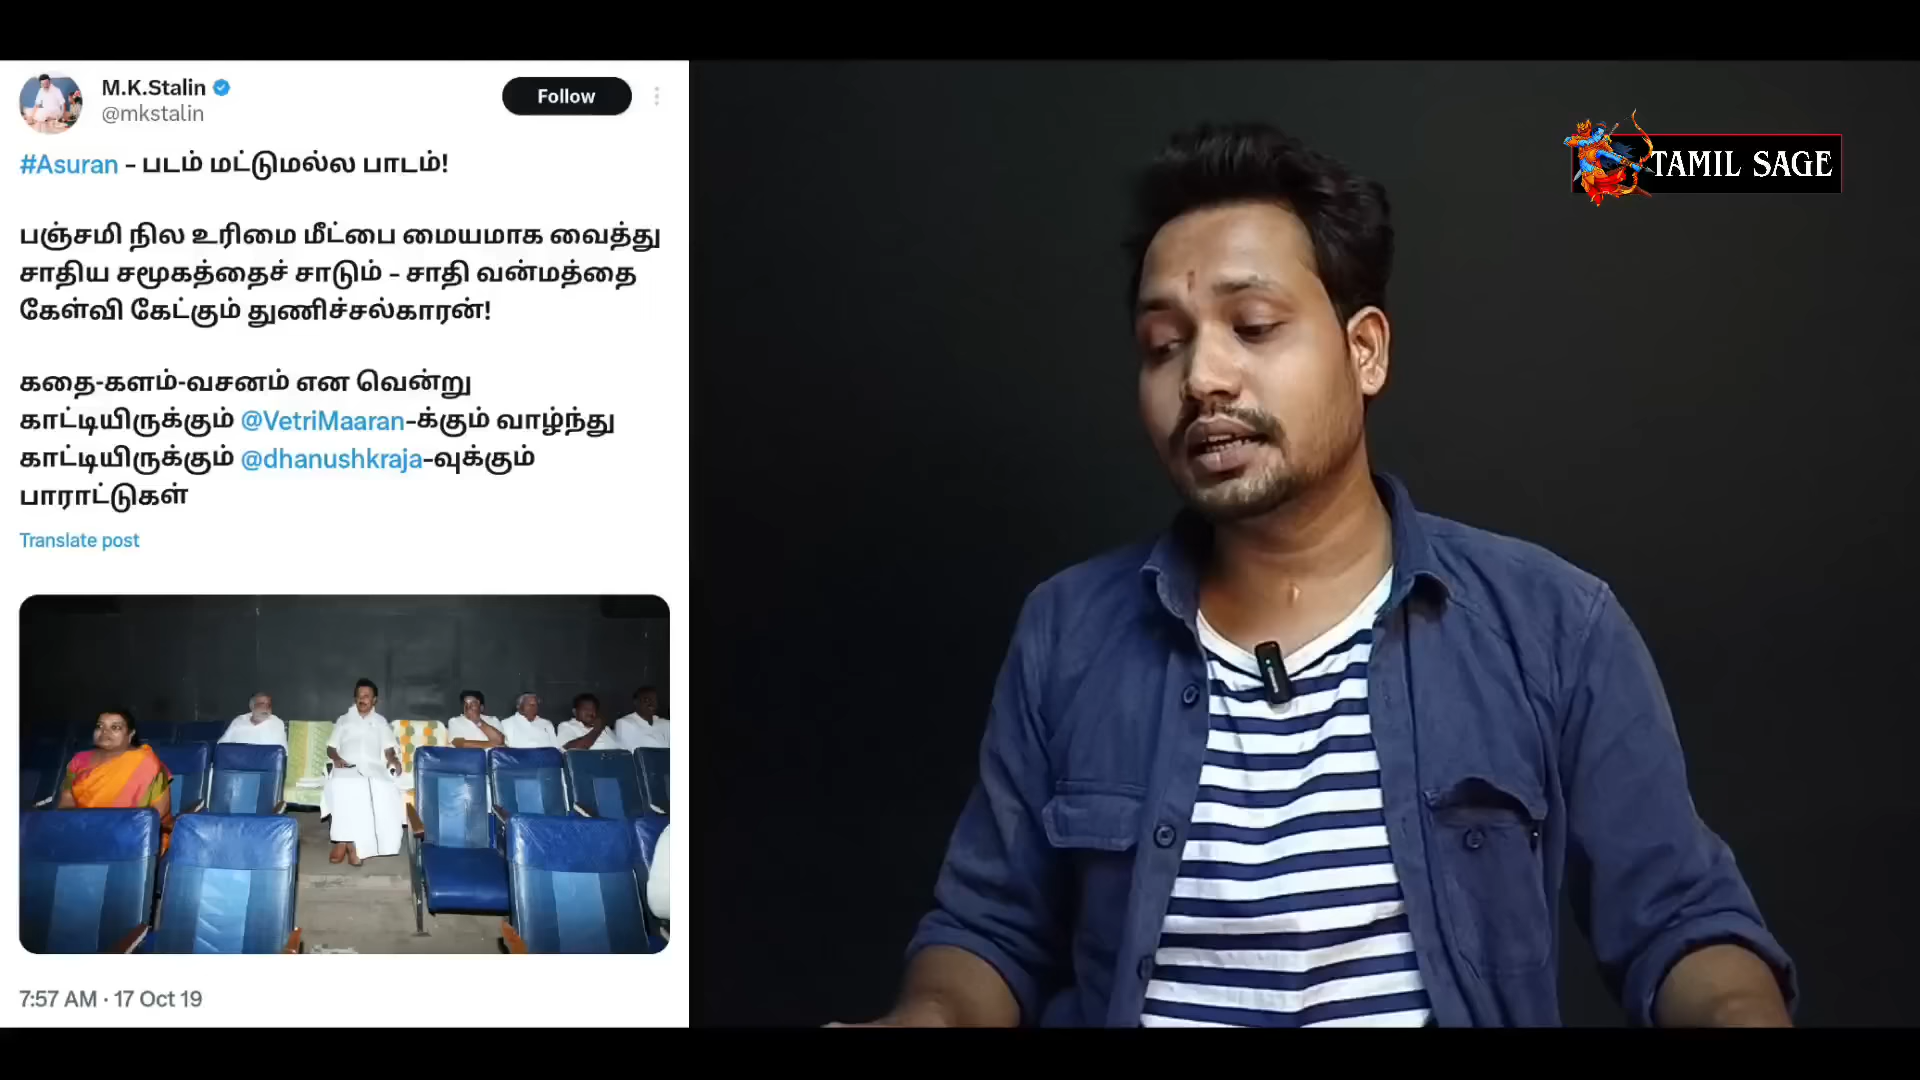 M.K.Stalin
@mkstalin
Follow
#Asuran - படம் மட்டுமல்ல பாடம்!
பஞ்சமி நில உரிமை மீட்பை மையமாக வைத்து
சாதிய சமூகத்தைச் சாடும் - சாதி வன்மத்தை
கேள்வி கேட்கும் துணிச்சல்காரன்!
கதை-களம்-வசனம் என வென்று
காட்டியிருக்கும் @VetriMaaran-க்கும் வாழ்ந்து
காட்டியிருக்கும் @dhanushkraja-வுக்கும்
பாராட்டுகள்
Translate post
7:57 AM · 17 Oct 19
TAMIL SAGE